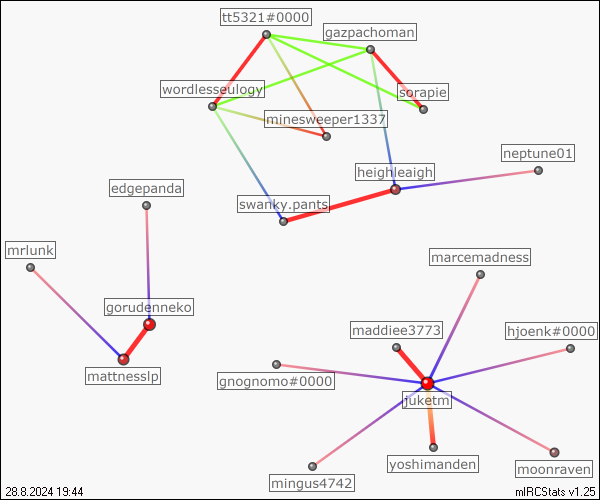 tt5321#0000
gazpachoman
wordlesseulogy
sorapie
minesweeper1337
neptune01
heighleaigh
edgepanda
swanky.pants
mrlunk
marcemadness
gorudenneko
maddiee3773
hjoenk#0000
mattnesslp
gnognomo#0000
juketm
yoshimanden
moonraven
mingus4742
28.8.2024 19:44
mIRCStats v1.25